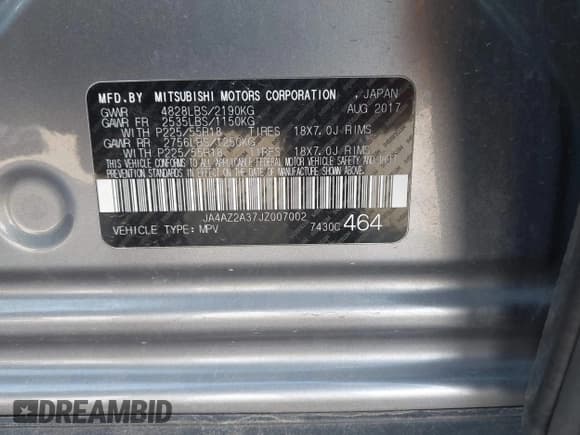 MFD.BY MITSUBISHI MOTORS CORPORATION, JAPAN
GVWR 4828LBS/2190KG AUG 2017
GAWR FR 2535LBS/1150KG
WITH P225/55R18 TIRES 18X7.0J RIMS
GAWR RR 2756LBS/1250KG
WITH P225/55R18 TIRES 18X7.0J RIMS
THIS VEHICLE CONFORMS TO ALL APPLICABLE FEDERAL MOTOR VEHICLE SAFETY AND THEFT
PREVENTION STANDARDS IN EFFECT ON THE DATE OF MANUFACTURE SHOWN ABOVE.
JA4AZ2A37JZ007002
VEHICLE TYPE: MPV 7430C 464
DREAMBID